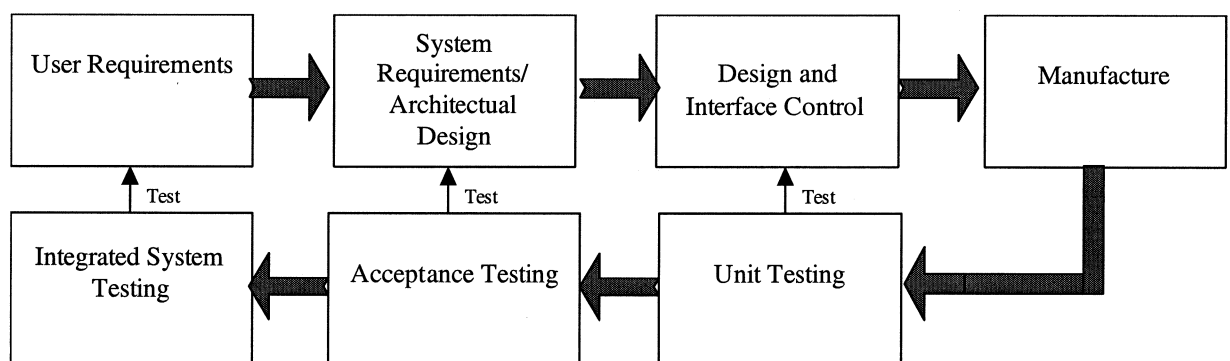 User Requirements
System
Requirements/
Architectual
Design
Design and
Interface Control
Manufacture
Test
Test
Test
Integrated System
Testing
Acceptance Testing
Unit Testing